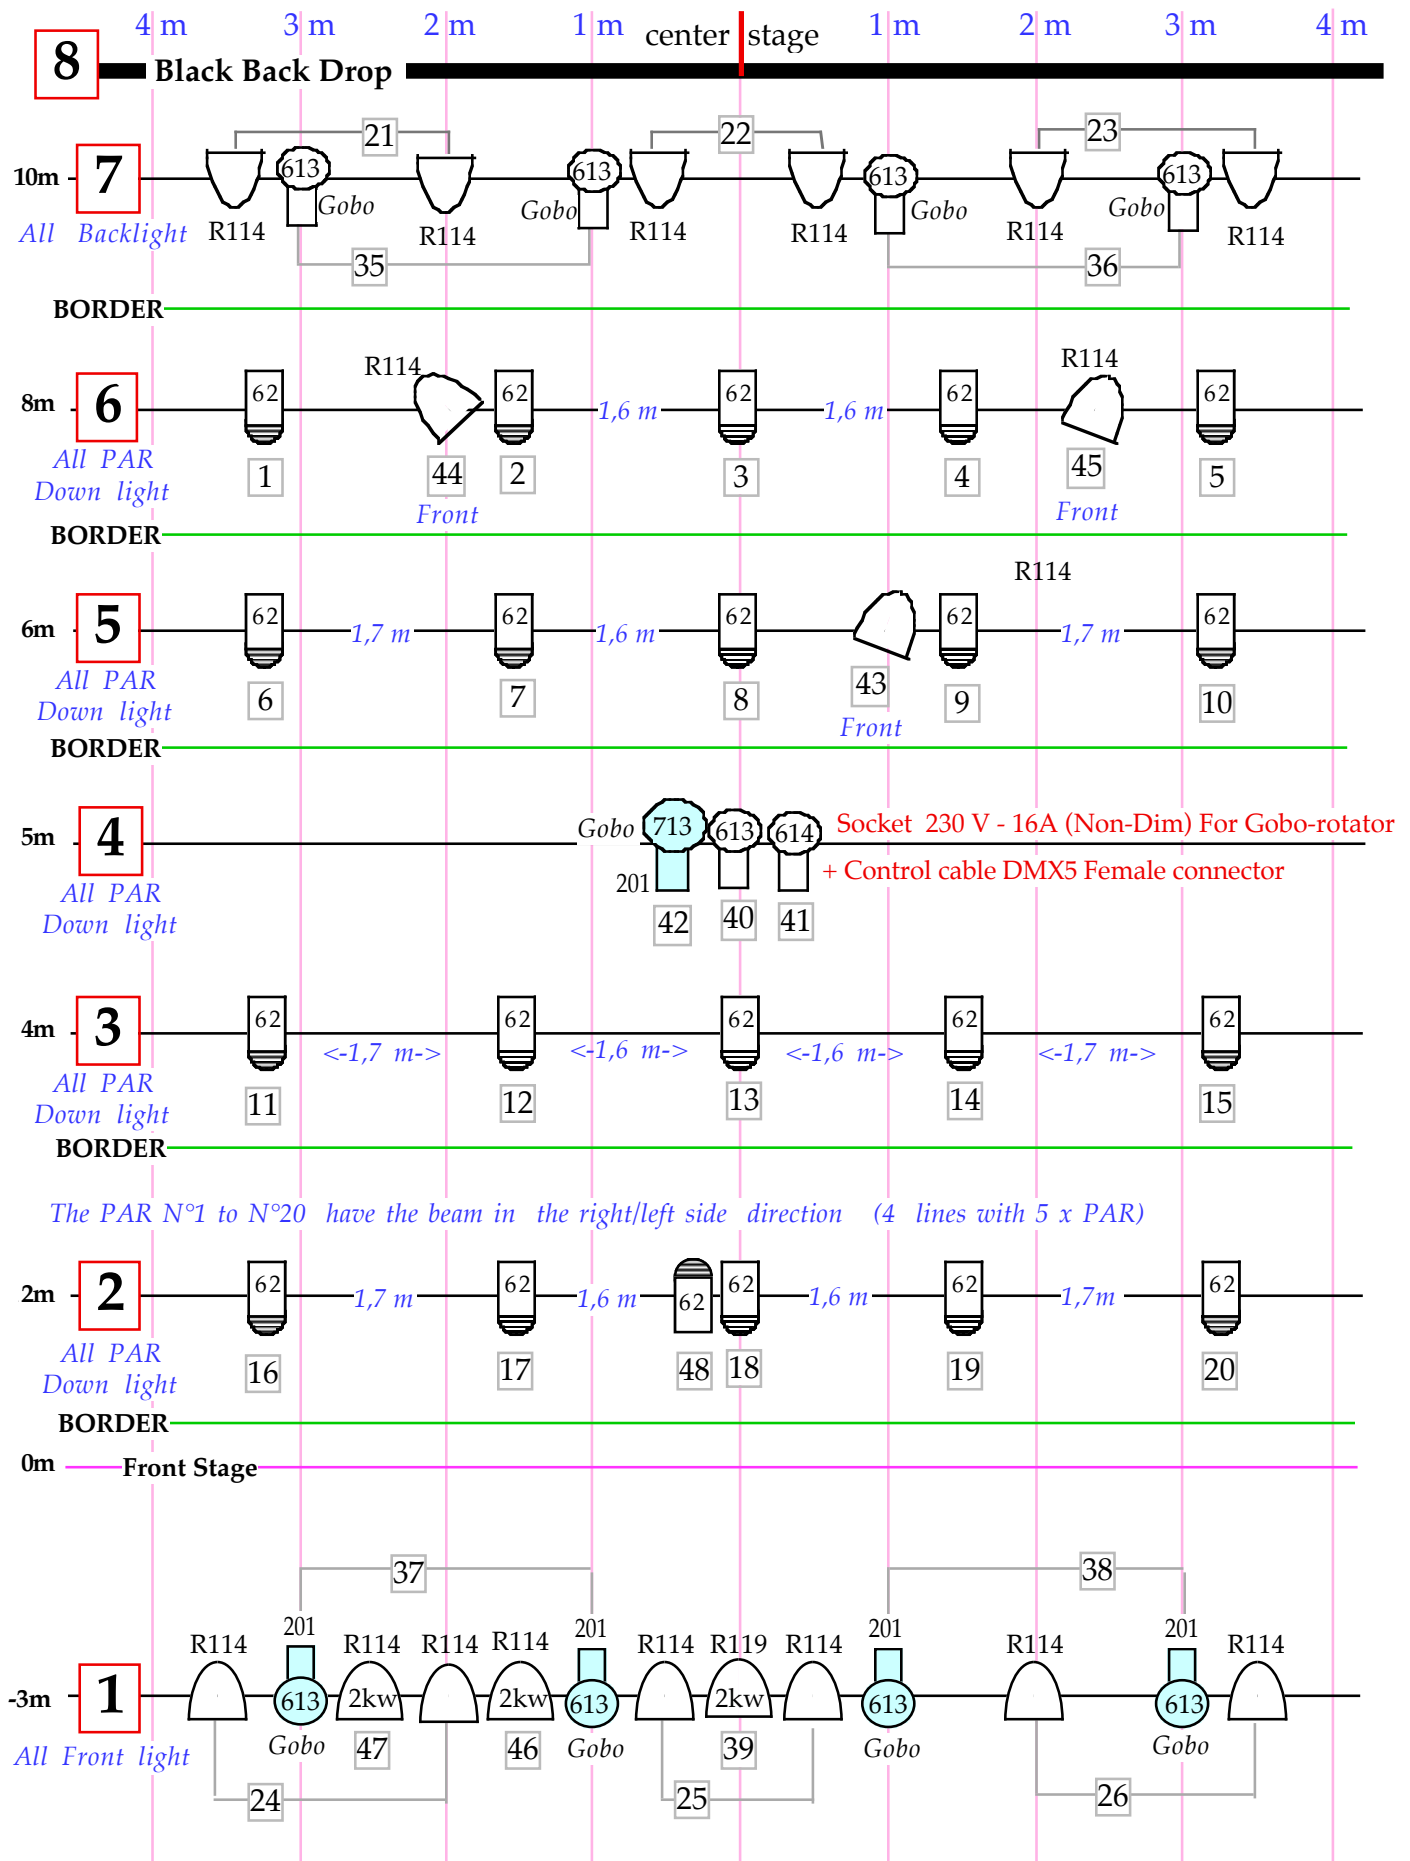 4 m 3 m 2 m 1 m center stage 1 m 2 m 3 m 4 m
8 Black Back Drop
21 22 23
10m 7 613 613 613 613
Gobo Gobo Gobo Gobo
All Backlight R114 R114 R114 R114 R114 R114
35 36
BORDER
R114 R114
8m 6 62 62 1,6 m 62 1,6 m 62 62
All PAR
Down light
1 44 2 3 4 45 5
Front Front
BORDER
R114
6m 5 62 1,7 m 62 1,6 m 62 62 1,7 m 62
All PAR
Down light
6 7 8 43 9 10
Front
BORDER
5m 4 Gobo 713 613 614 Socket 230 V - 16A (Non-Dim) For Gobo-rotator
201 + Control cable DMX5 Female connector
All PAR
Down light
42 40 41
4m 3 62 62 62 62 62
<-1,7 m-> <-1,6 m-> <-1,6 m-> <-1,7 m->
All PAR
Down light
11 12 13 14 15
BORDER
The PAR N°1 to N°20 have the beam in the right/left side direction (4 lines with 5 x PAR)
2m 2 62 1,7 m 62 1,6 m 62 62 1,6 m 62 1,7m 62
All PAR
Down light
16 17 48 18 19 20
BORDER
0m Front Stage
37 38
201 201 201 201
R114 R114 R114 R114 R114 R119 R114 R114 R114
-3m 1 613 2kw 2kw 613 2kw 613 613
All Front light Gobo 47 46 Gobo 39 Gobo Gobo
24 25 26